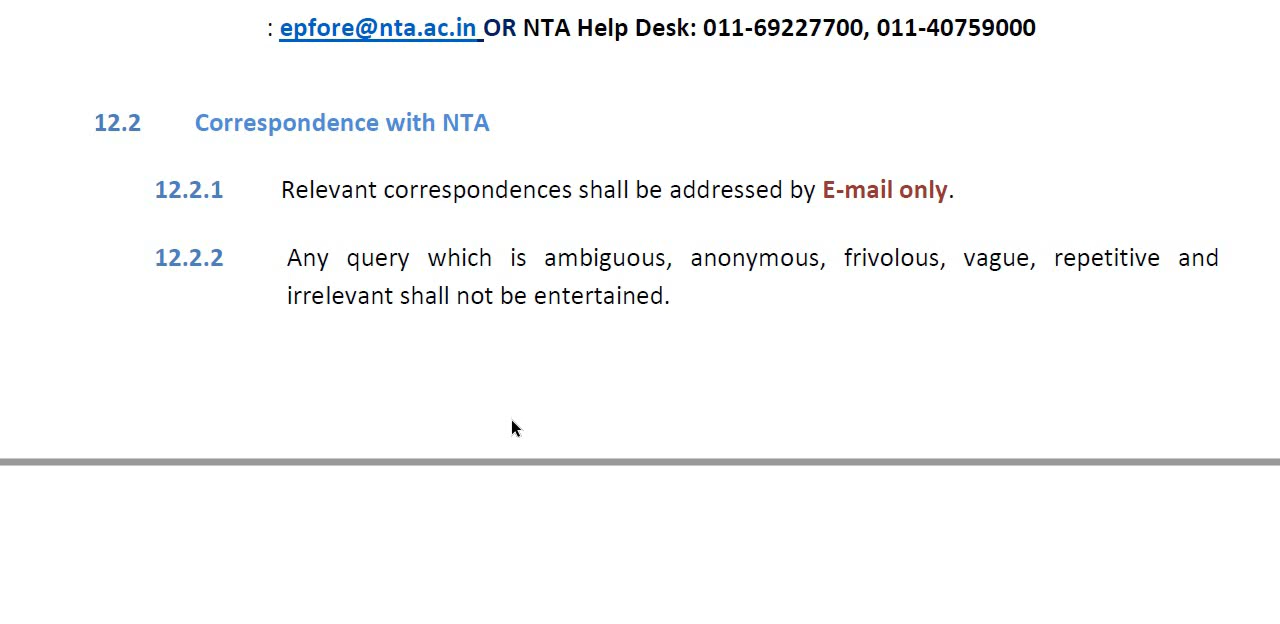 : epfore@nta.ac.in OR NTA Help Desk: 011-69227700, 011-40759000
12.2 Correspondence with NTA
12.2.1 Relevant correspondences shall be addressed by E-mail only.
12.2.2 Any query which is ambiguous, anonymous, frivolous, vague, repetitive and
irrelevant shall not be entertained.